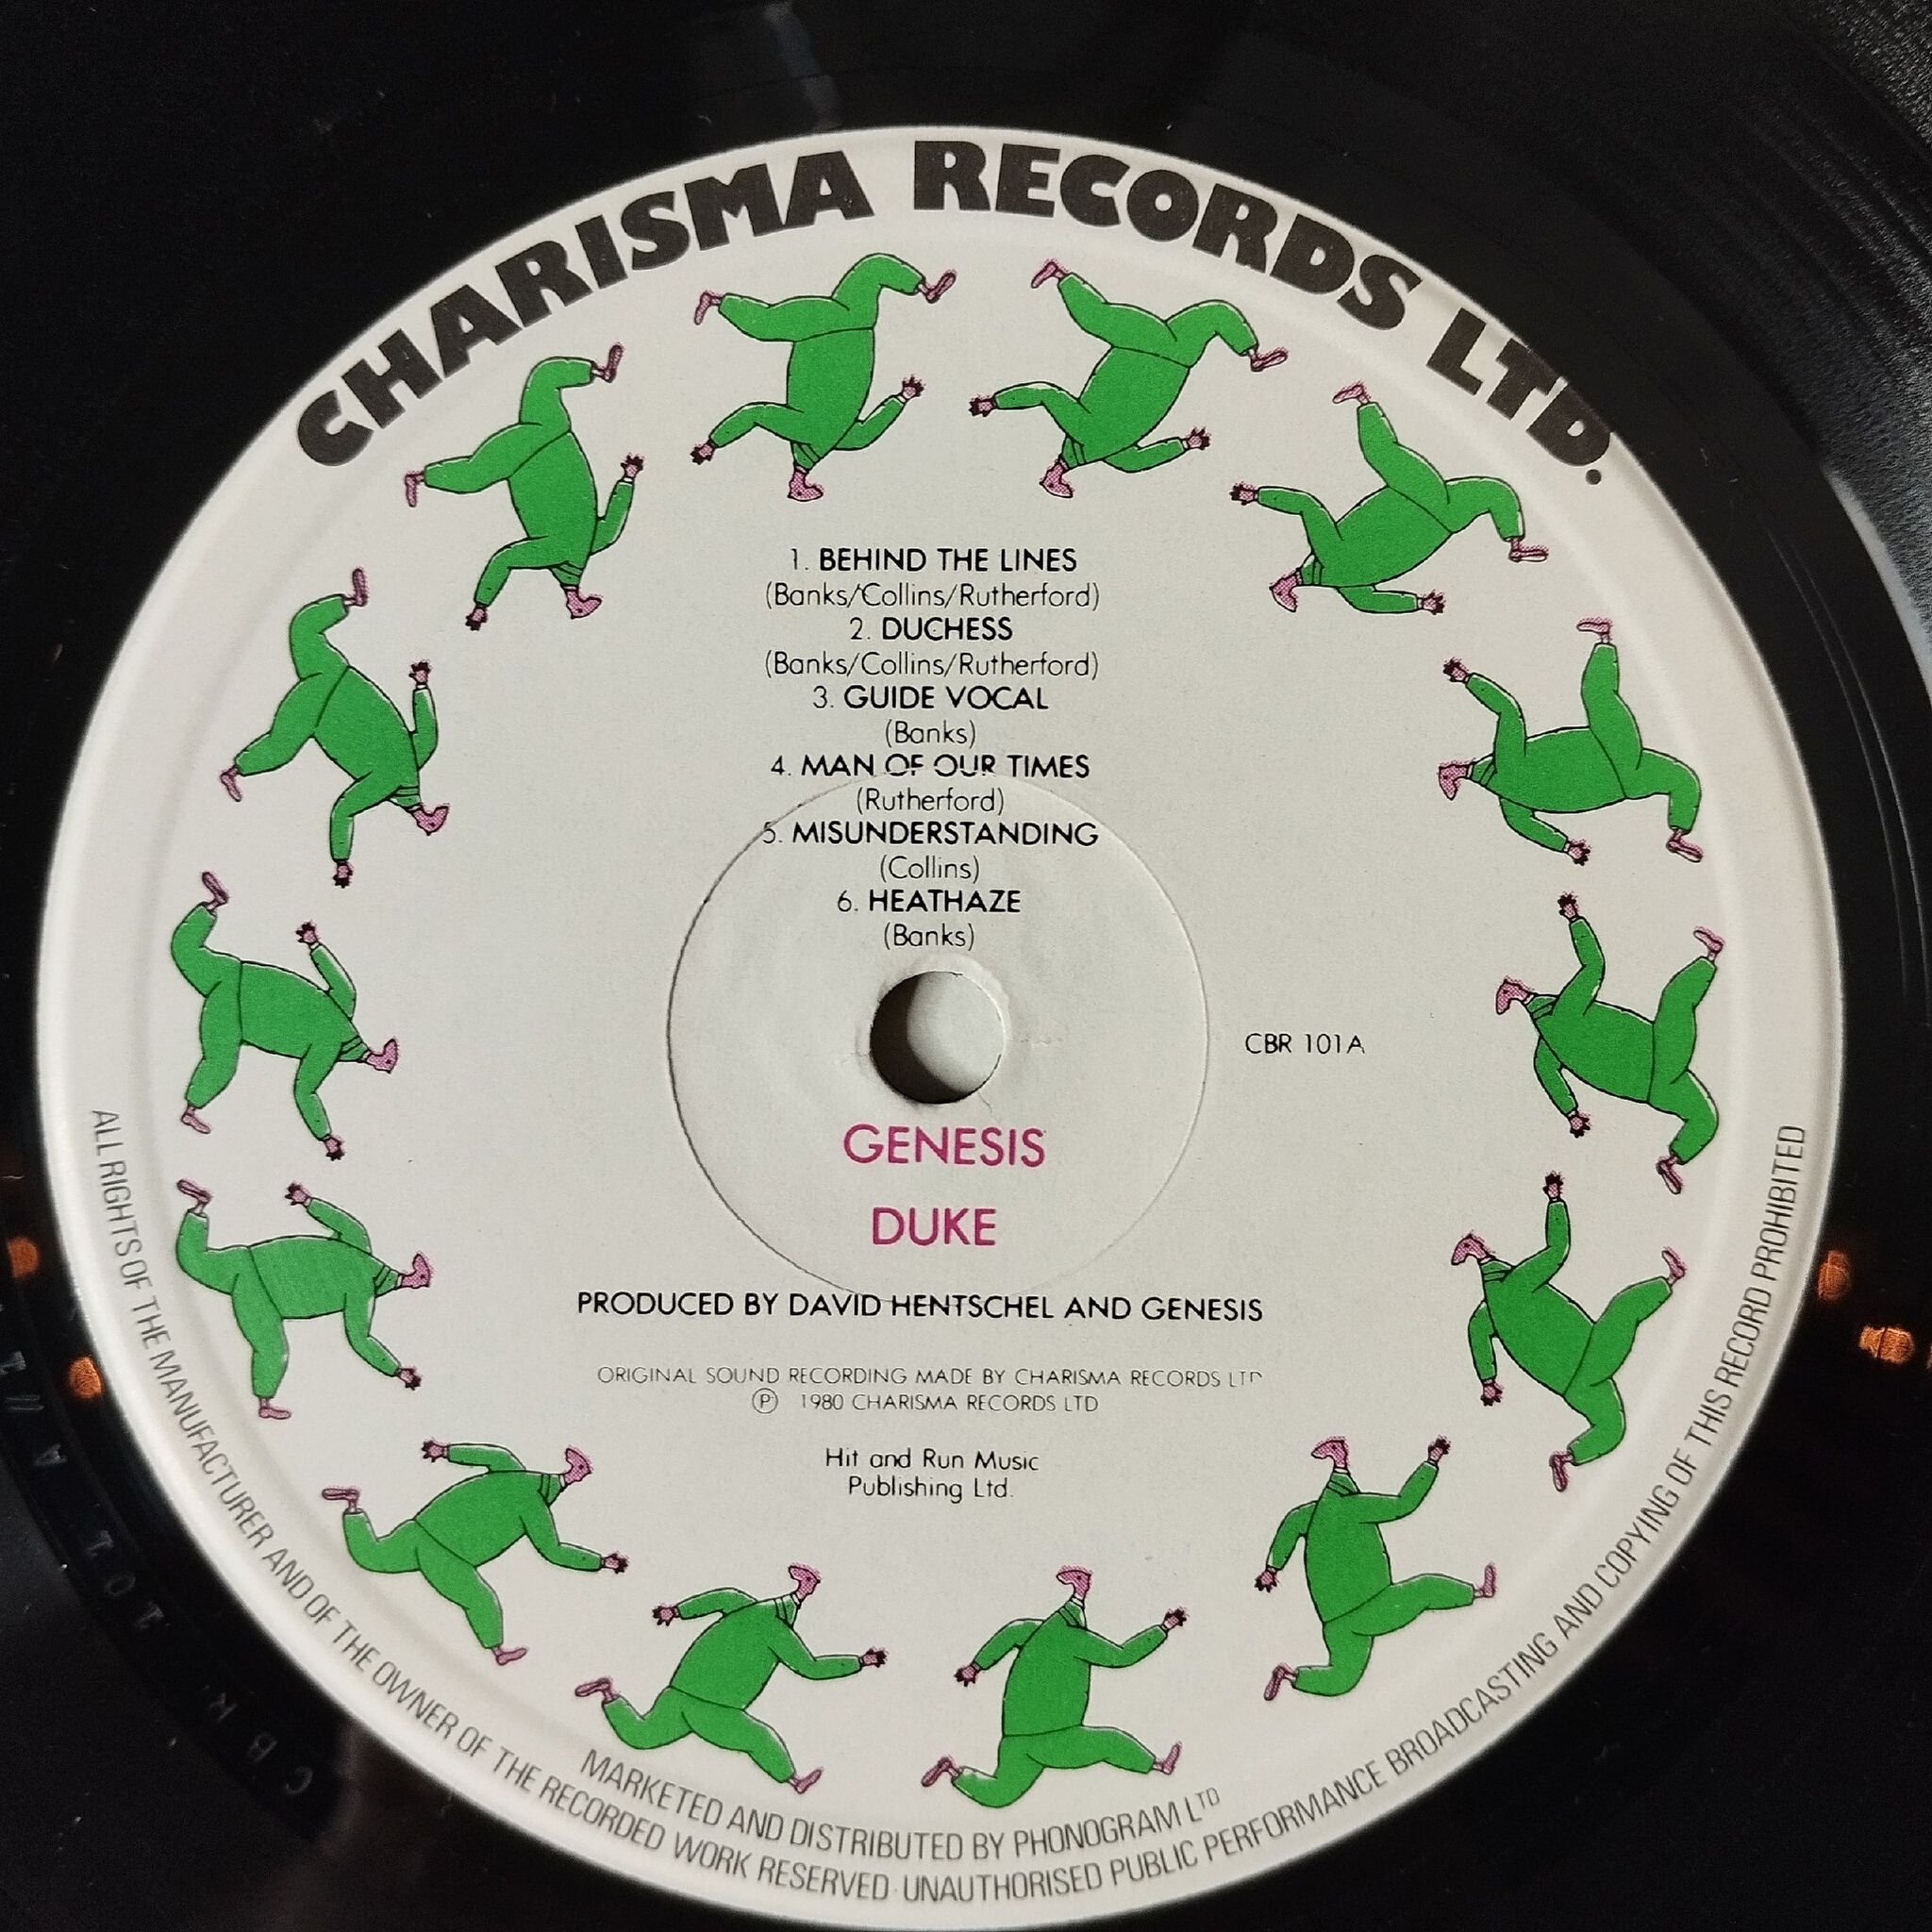 CHARISMA RECORDS LTD.
1. BEHIND THE LINES
(Banks/Collins/Rutherford)
2. DUCHESS
(Banks/Collins/Rutherford)
3. GUIDE VOCAL
(Banks)
4. MAN OF OUR TIMES
(Rutherford)
5. MISUNDERSTANDING
(Collins)
6. HEATHAZE
(Banks)
CBR 101A
GENESIS
DUKE
PRODUCED BY DAVID HENTSCHEL AND GENESIS
ORIGINAL SOUND RECORDING MADE BY CHARISMA RECORDS LTD
Ⓟ 1980 CHARISMA RECORDS LTD
Hit and Run Music
Publishing Ltd.
MARKETED AND DISTRIBUTED BY PHONOGRAM LTD
ALL RIGHTS OF THE MANUFACTURER AND OF THE OWNER OF THE RECORDED WORK RESERVED · UNAUTHORISED PUBLIC PERFORMANCE BROADCASTING AND COPYING OF THIS RECORD PROHIBITED